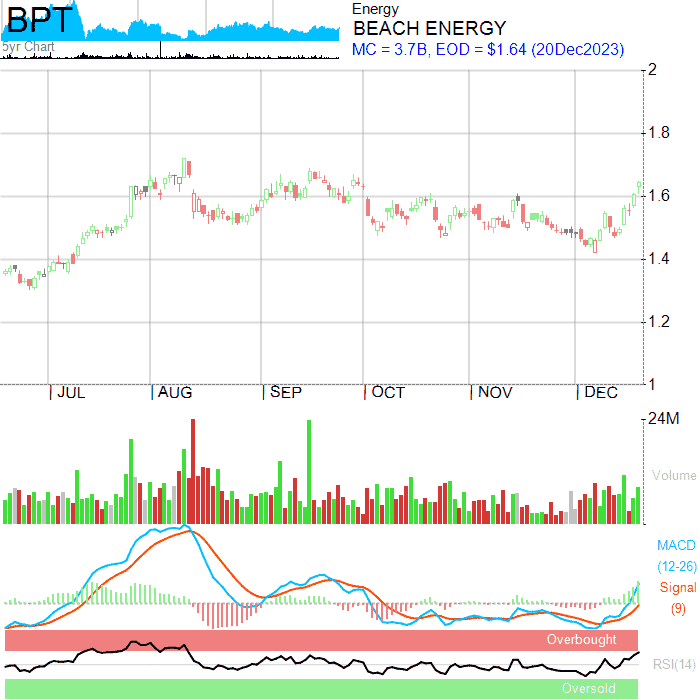 BPT
5yr Chart
Energy
BEACH ENERGY
MC = 3.7B, EOD = $1.64 (20Dec2023)
2
1.8
1.6
1.4
1.2
1
JUL AUG SEP OCT NOV DEC
24M
Volume
MACD
(12-26)
Signal
(9)
Overbought
RSI(14)
Oversold